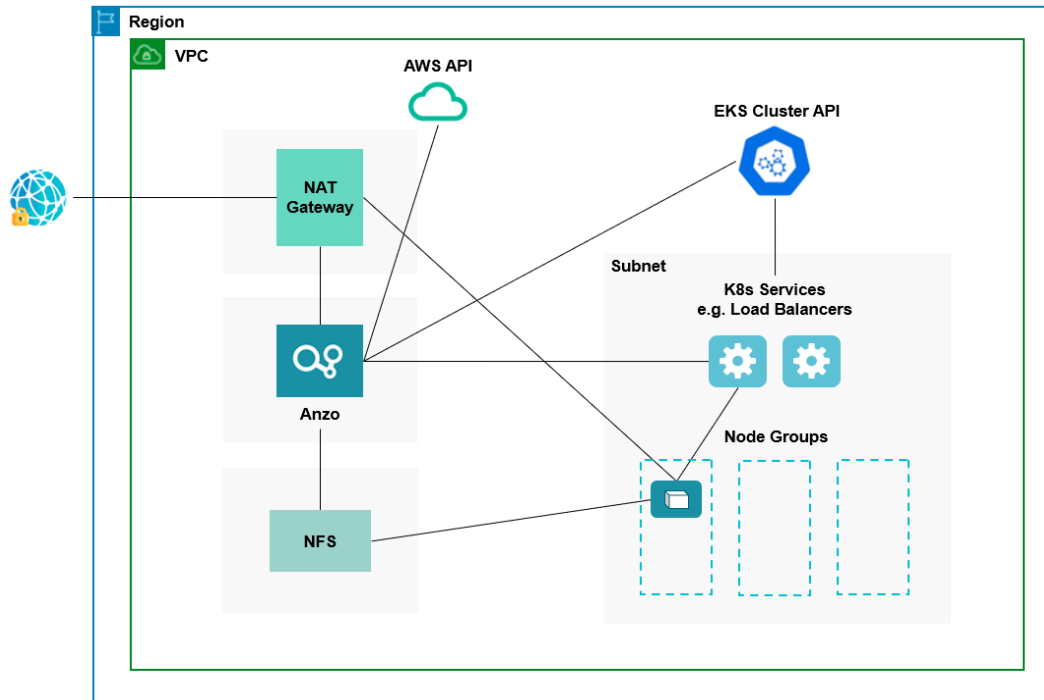 Region
VPC
AWS API
EKS Cluster API
NAT
Gateway
Subnet
K8s Services
e.g. Load Balancers
Anzo
Node Groups
NFS